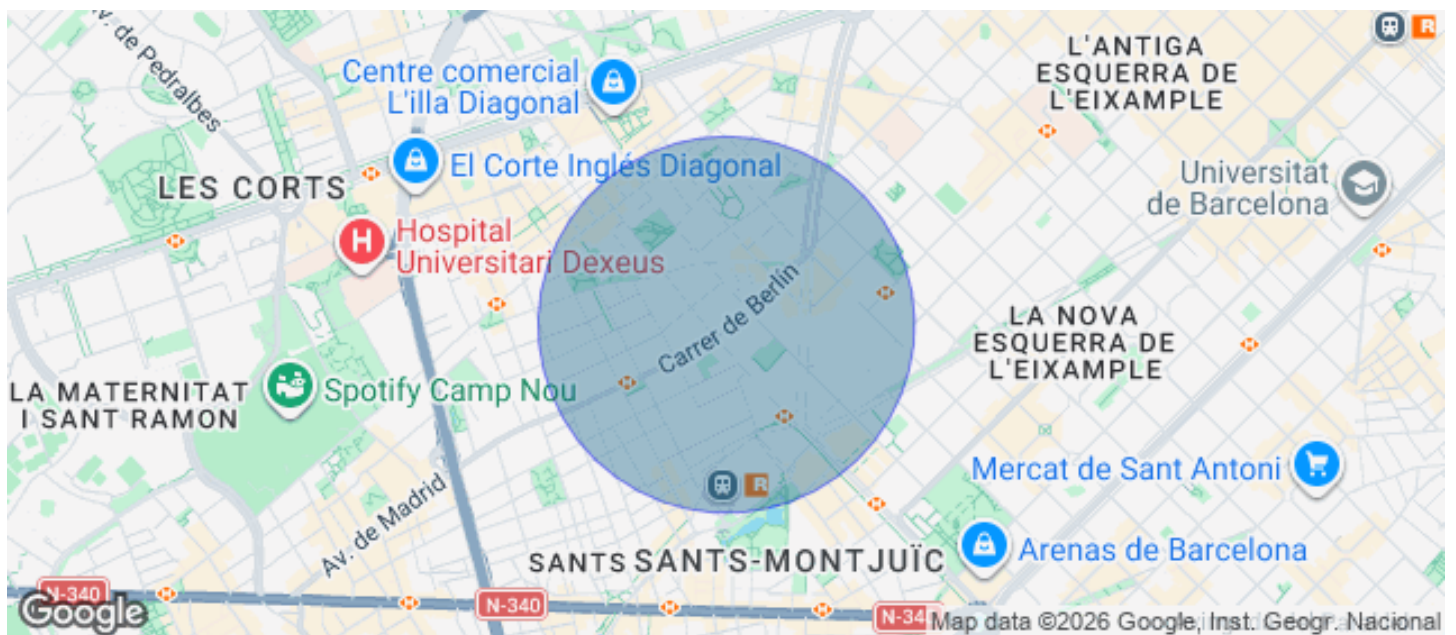 Av. de Pedralbes
Centre comercial
L'illa Diagonal
R
L'ANTIGA
ESQUERRA DE
L'EIXAMPLE
El Corte Inglés Diagonal
LES CORTS
Universitat
de Barcelona
H
Hospital
Universitari Dexeus
Carrer de Berlín
LA NOVA
ESQUERRA DE
L'EIXAMPLE
LA MATERNITAT
I SANT RAMON
Spotify Camp Nou
Mercat de Sant Antoni
R
Av. de Madrid
SANTS
SANTS-MONTJUÏC
Arenas de Barcelona
N-340
N-340
N-34
Google
Map data ©2026 Google, Inst. Geogr. Nacional